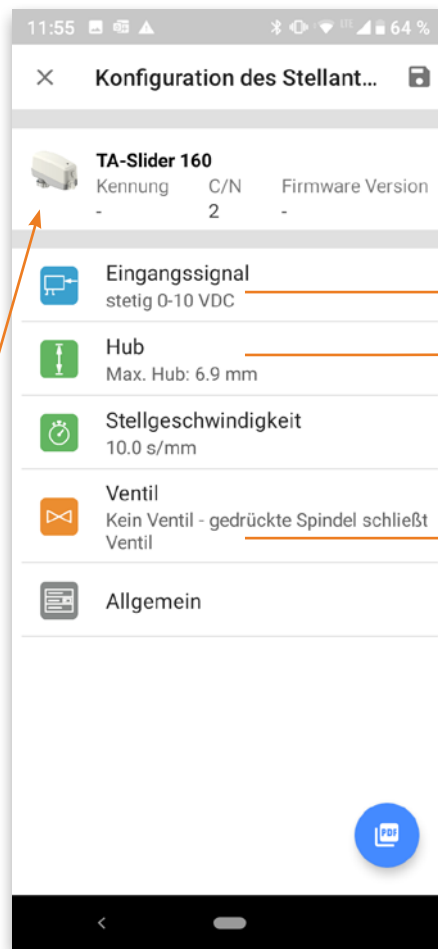 11:55 LTE 64 %
Konfiguration des Stellant...
TA-Slider 160
Kennung C/N Firmware Version
- 2 -
Eingangssignal
stetig 0-10 VDC
Hub
Max. Hub: 6.9 mm
Stellgeschwindigkeit
10.0 s/mm
Ventil
Kein Ventil - gedrückte Spindel schließt
Ventil
Allgemein
PDF